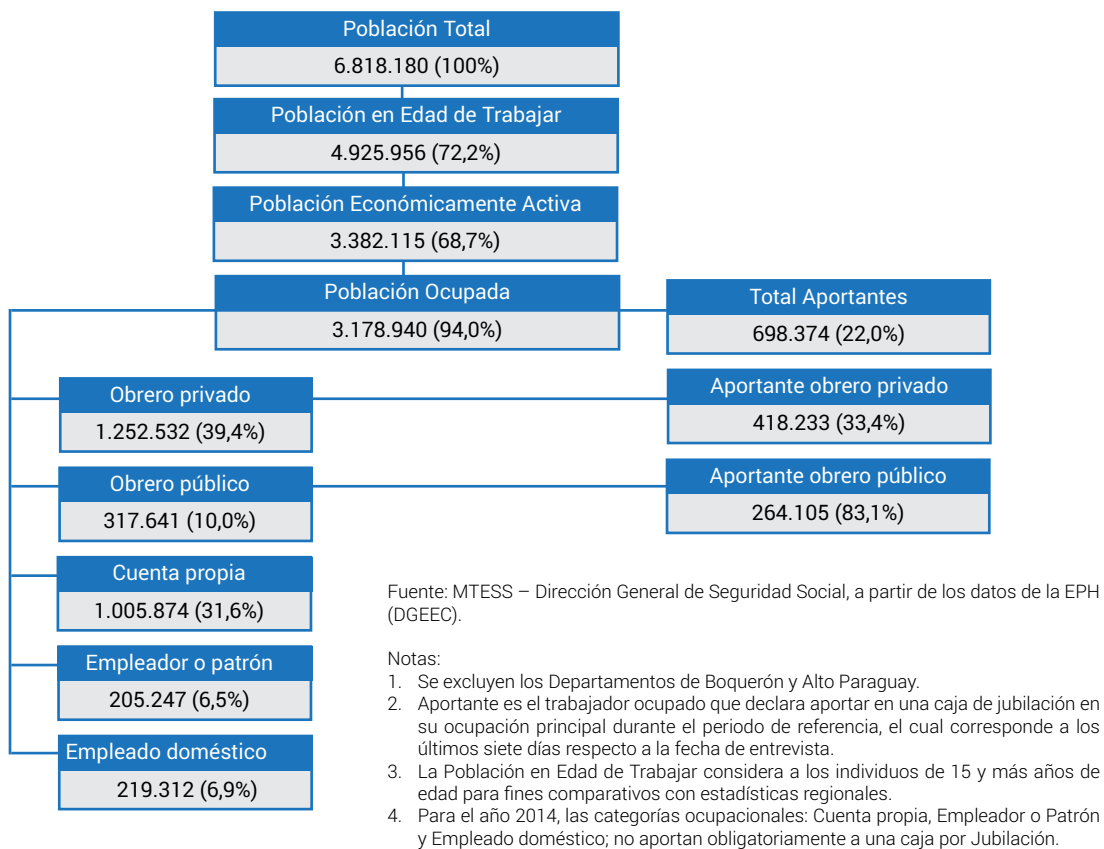 Población Total
6.818.180 (100%)
Población en Edad de Trabajar
4.925.956 (72,2%)
Población Económicamente Activa
3.382.115 (68,7%)
Población Ocupada
3.178.940 (94,0%)
Total Aportantes
698.374 (22,0%)
Obrero privado
1.252.532 (39,4%)
Aportante obrero privado
418.233 (33,4%)
Obrero público
317.641 (10,0%)
Aportante obrero público
264.105 (83,1%)
Cuenta propia
1.005.874 (31,6%)
Empleador o patrón
205.247 (6,5%)
Empleado doméstico
219.312 (6,9%)
Fuente: MTESS – Dirección General de Seguridad Social, a partir de los datos de la EPH
(DGEEC).
Notas:
1. Se excluyen los Departamentos de Boquerón y Alto Paraguay.
2. Aportante es el trabajador ocupado que declara aportar en una caja de jubilación en
su ocupación principal durante el periodo de referencia, el cual corresponde a los
últimos siete días respecto a la fecha de entrevista.
3. La Población en Edad de Trabajar considera a los individuos de 15 y más años de
edad para fines comparativos con estadísticas regionales.
4. Para el año 2014, las categorías ocupacionales: Cuenta propia, Empleador o Patrón
y Empleado doméstico; no aportan obligatoriamente a una caja por Jubilación.